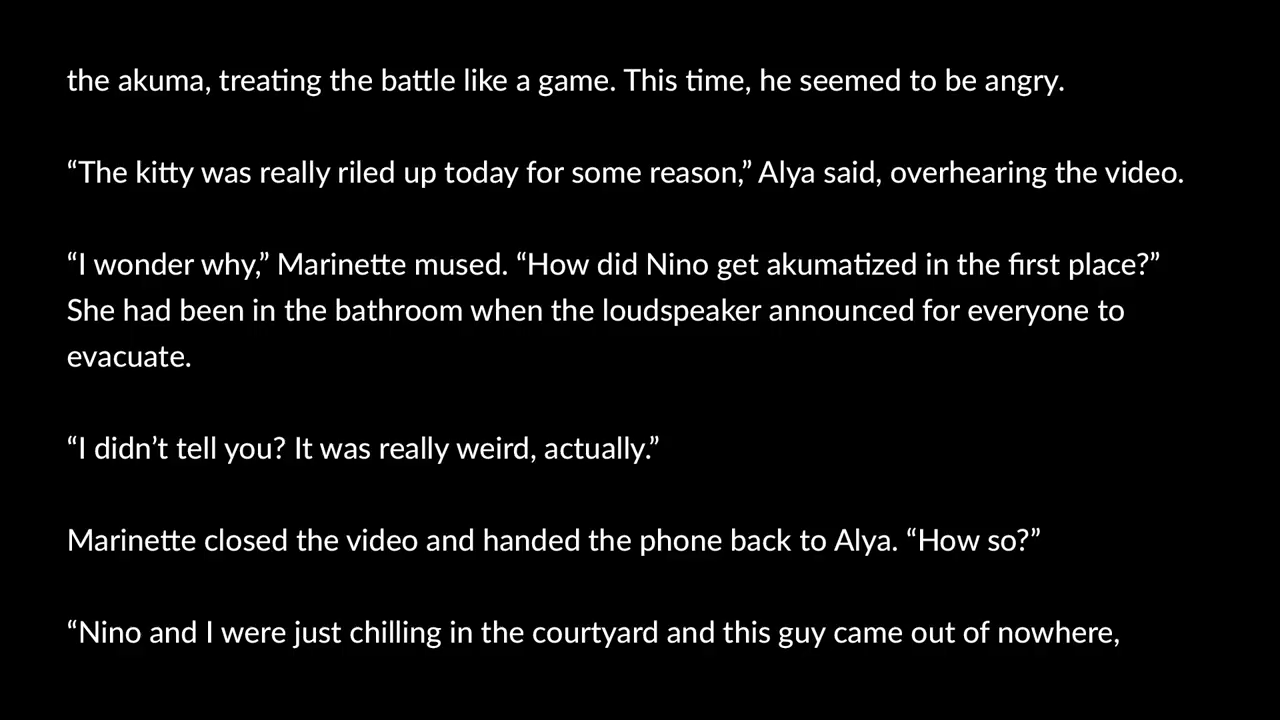 the akuma, treating the battle like a game. This time, he seemed to be angry.
“The kitty was really riled up today for some reason,” Alya said, overhearing the video.
“I wonder why,” Marinette mused. “How did Nino get akumatized in the first place?”
She had been in the bathroom when the loudspeaker announced for everyone to
evacuate.
“I didn’t tell you? It was really weird, actually.”
Marinette closed the video and handed the phone back to Alya. “How so?”
“Nino and I were just chilling in the courtyard and this guy came out of nowhere,